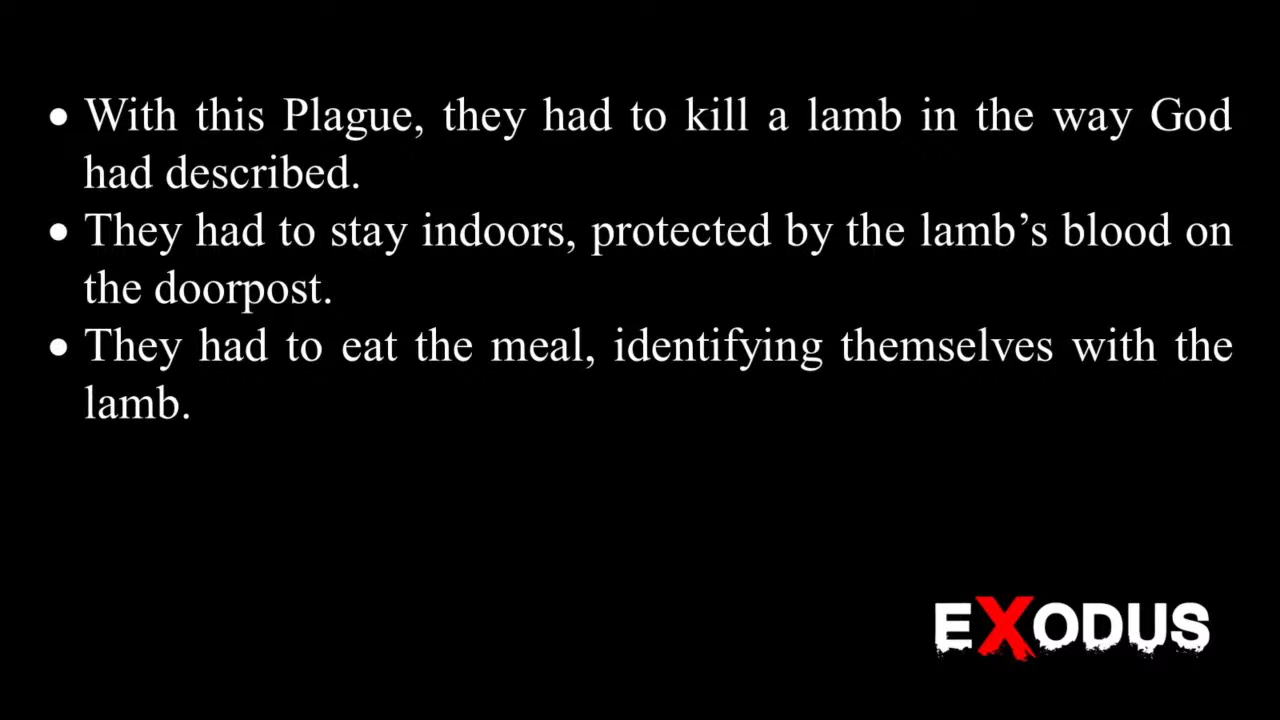 • With this Plague, they had to kill a lamb in the way God
had described.
• They had to stay indoors, protected by the lamb’s blood on
the doorpost.
• They had to eat the meal, identifying themselves with the
lamb.
EXODUS